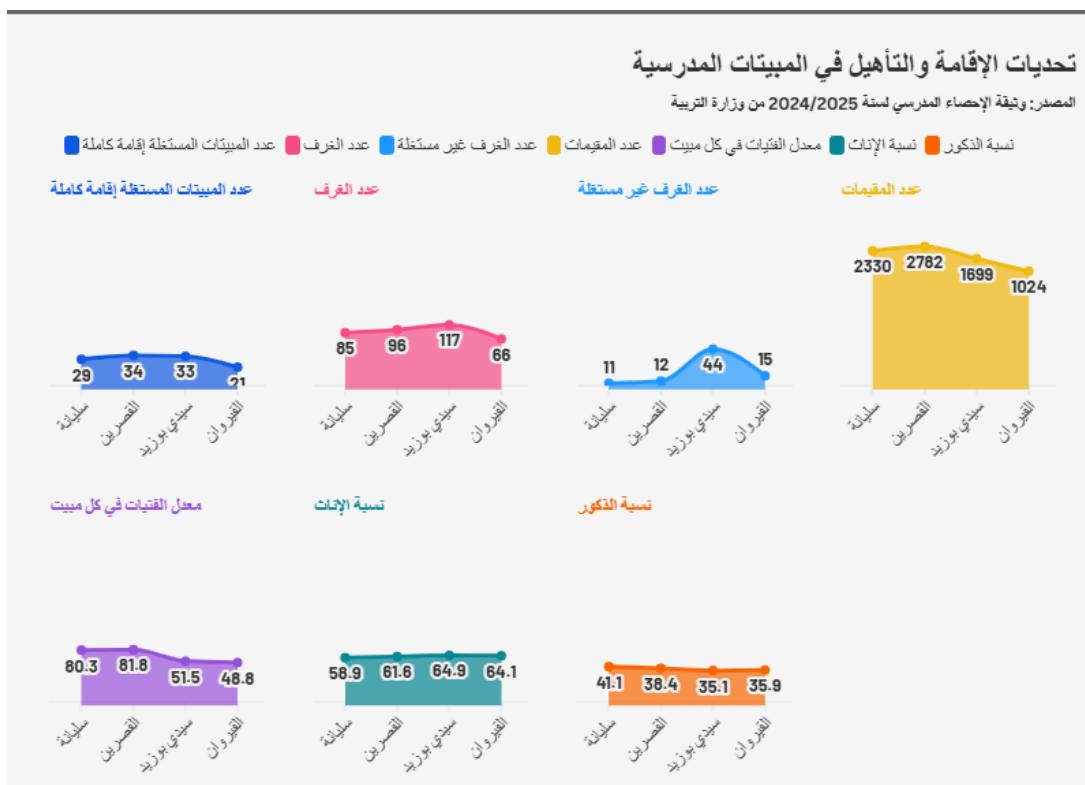 تحديات الإقامة والتأهيل في المبيتات المدرسية
المصدر: وثيقة الإحصاء المدرسي لسنة 2024/2025 من وزارة التربية
عدد المبيتات المستغلة إقامة كاملة عدد الغرف عدد الغرف غير مستغلة عدد المقيمات معدل الفتيات في كل مبيت نسبة الإناث نسبة الذكور
عدد المبيتات المستغلة إقامة كاملة
29 34 33 21
سليانة القصرين سيدي بوزيد القيروان
عدد الغرف
85 96 117 66
سليانة القصرين سيدي بوزيد القيروان
عدد الغرف غير مستغلة
11 12 44 15
سليانة القصرين سيدي بوزيد القيروان
عدد المقيمات
2330 2782 1699 1024
سليانة القصرين سيدي بوزيد القيروان
معدل الفتيات في كل مبيت
80.3 81.8 51.5 48.8
سليانة القصرين سيدي بوزيد القيروان
نسبة الإناث
58.9 61.6 64.9 64.1
سليانة القصرين سيدي بوزيد القيروان
نسبة الذكور
41.1 38.4 35.1 35.9
سليانة القصرين سيدي بوزيد القيروان